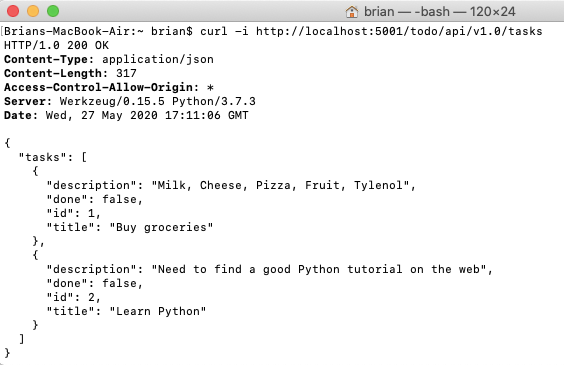 brian — -bash — 120×24
[Brians-MacBook-Air:~ brian$ curl -i http://localhost:5001/todo/api/v1.0/tasks
HTTP/1.0 200 OK
Content-Type: application/json
Content-Length: 317
Access-Control-Allow-Origin: *
Server: Werkzeug/0.15.5 Python/3.7.3
Date: Wed, 27 May 2020 17:11:06 GMT
{
  "tasks": [
    {
      "description": "Milk, Cheese, Pizza, Fruit, Tylenol",
      "done": false,
      "id": 1,
      "title": "Buy groceries"
    },
    {
      "description": "Need to find a good Python tutorial on the web",
      "done": false,
      "id": 2,
      "title": "Learn Python"
    }
  ]
}